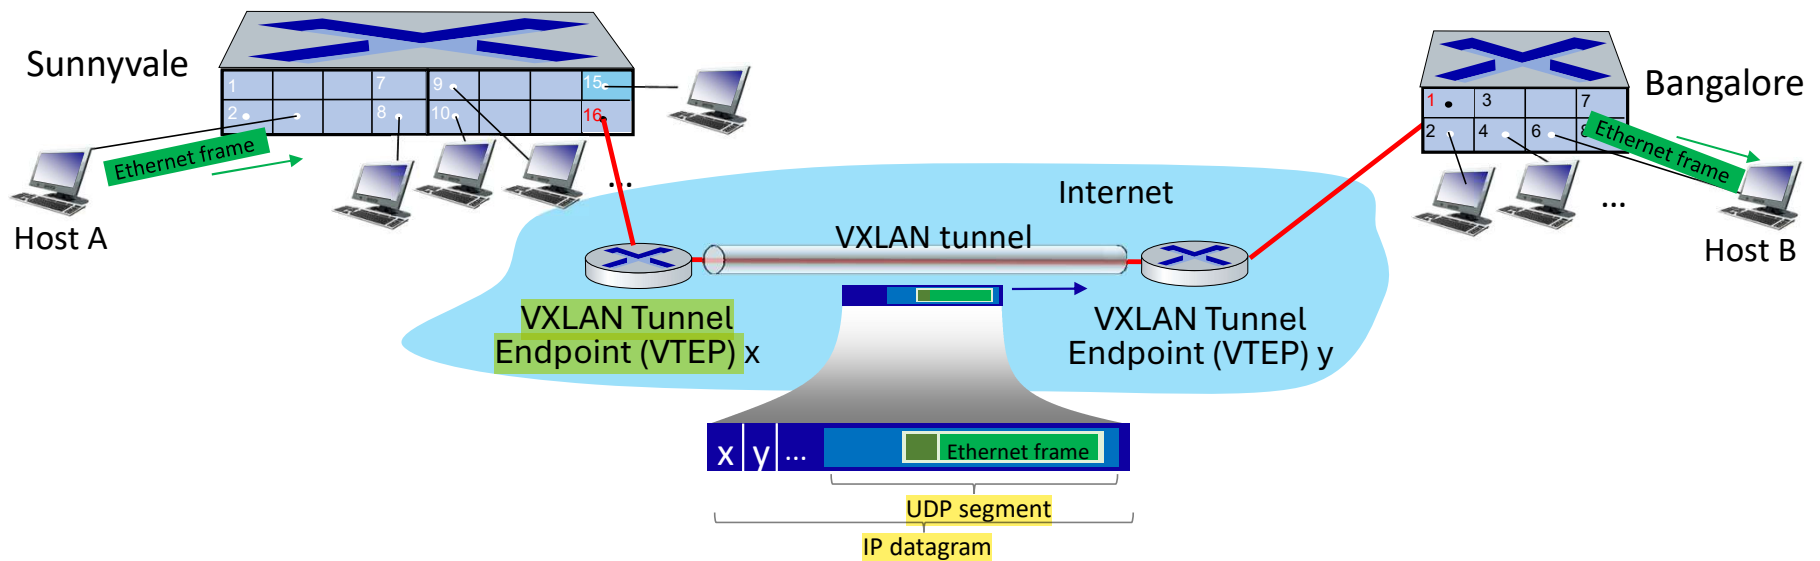 Sunnyvale
1
7
9
15
2
8
10
16
Ethernet frame
Host A
...
Bangalore
1
3
7
2
4
6
8
Ethernet frame
...
Host B
Internet
VXLAN tunnel
VXLAN Tunnel
Endpoint (VTEP) x
VXLAN Tunnel
Endpoint (VTEP) y
x y ... Ethernet frame
UDP segment
IP datagram